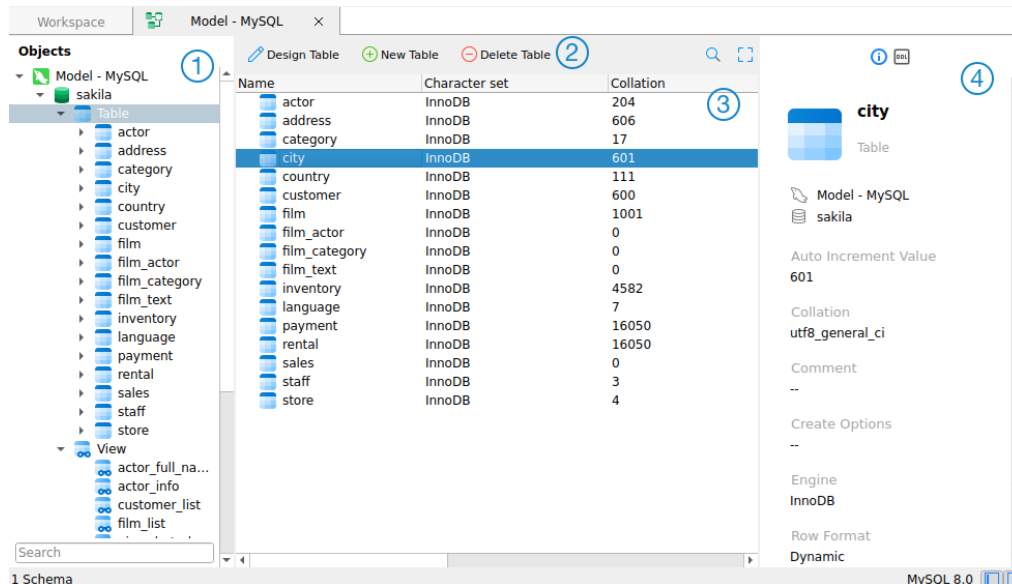 Workspace
Model - MySQL
Objects
1
Model - MySQL
sakila
Table
actor
address
category
city
country
customer
film
film_actor
film_category
film_text
inventory
language
payment
rental
sales
staff
store
View
actor_full_na...
actor_info
customer_list
film_list
Search
Design Table New Table Delete Table 2
Name Character set Collation
3
actor InnoDB 204
address InnoDB 606
category InnoDB 17
city InnoDB 601
country InnoDB 111
customer InnoDB 600
film InnoDB 1001
film_actor InnoDB 0
film_category InnoDB 0
film_text InnoDB 0
inventory InnoDB 4582
language InnoDB 7
payment InnoDB 16050
rental InnoDB 16050
sales InnoDB 0
staff InnoDB 3
store InnoDB 4
DDL
4
city
Table
Model - MySQL
sakila
Auto Increment Value
601
Collation
utf8_general_ci
Comment
--
Create Options
--
Engine
InnoDB
Row Format
Dynamic
1 Schema
MySQL 8.0